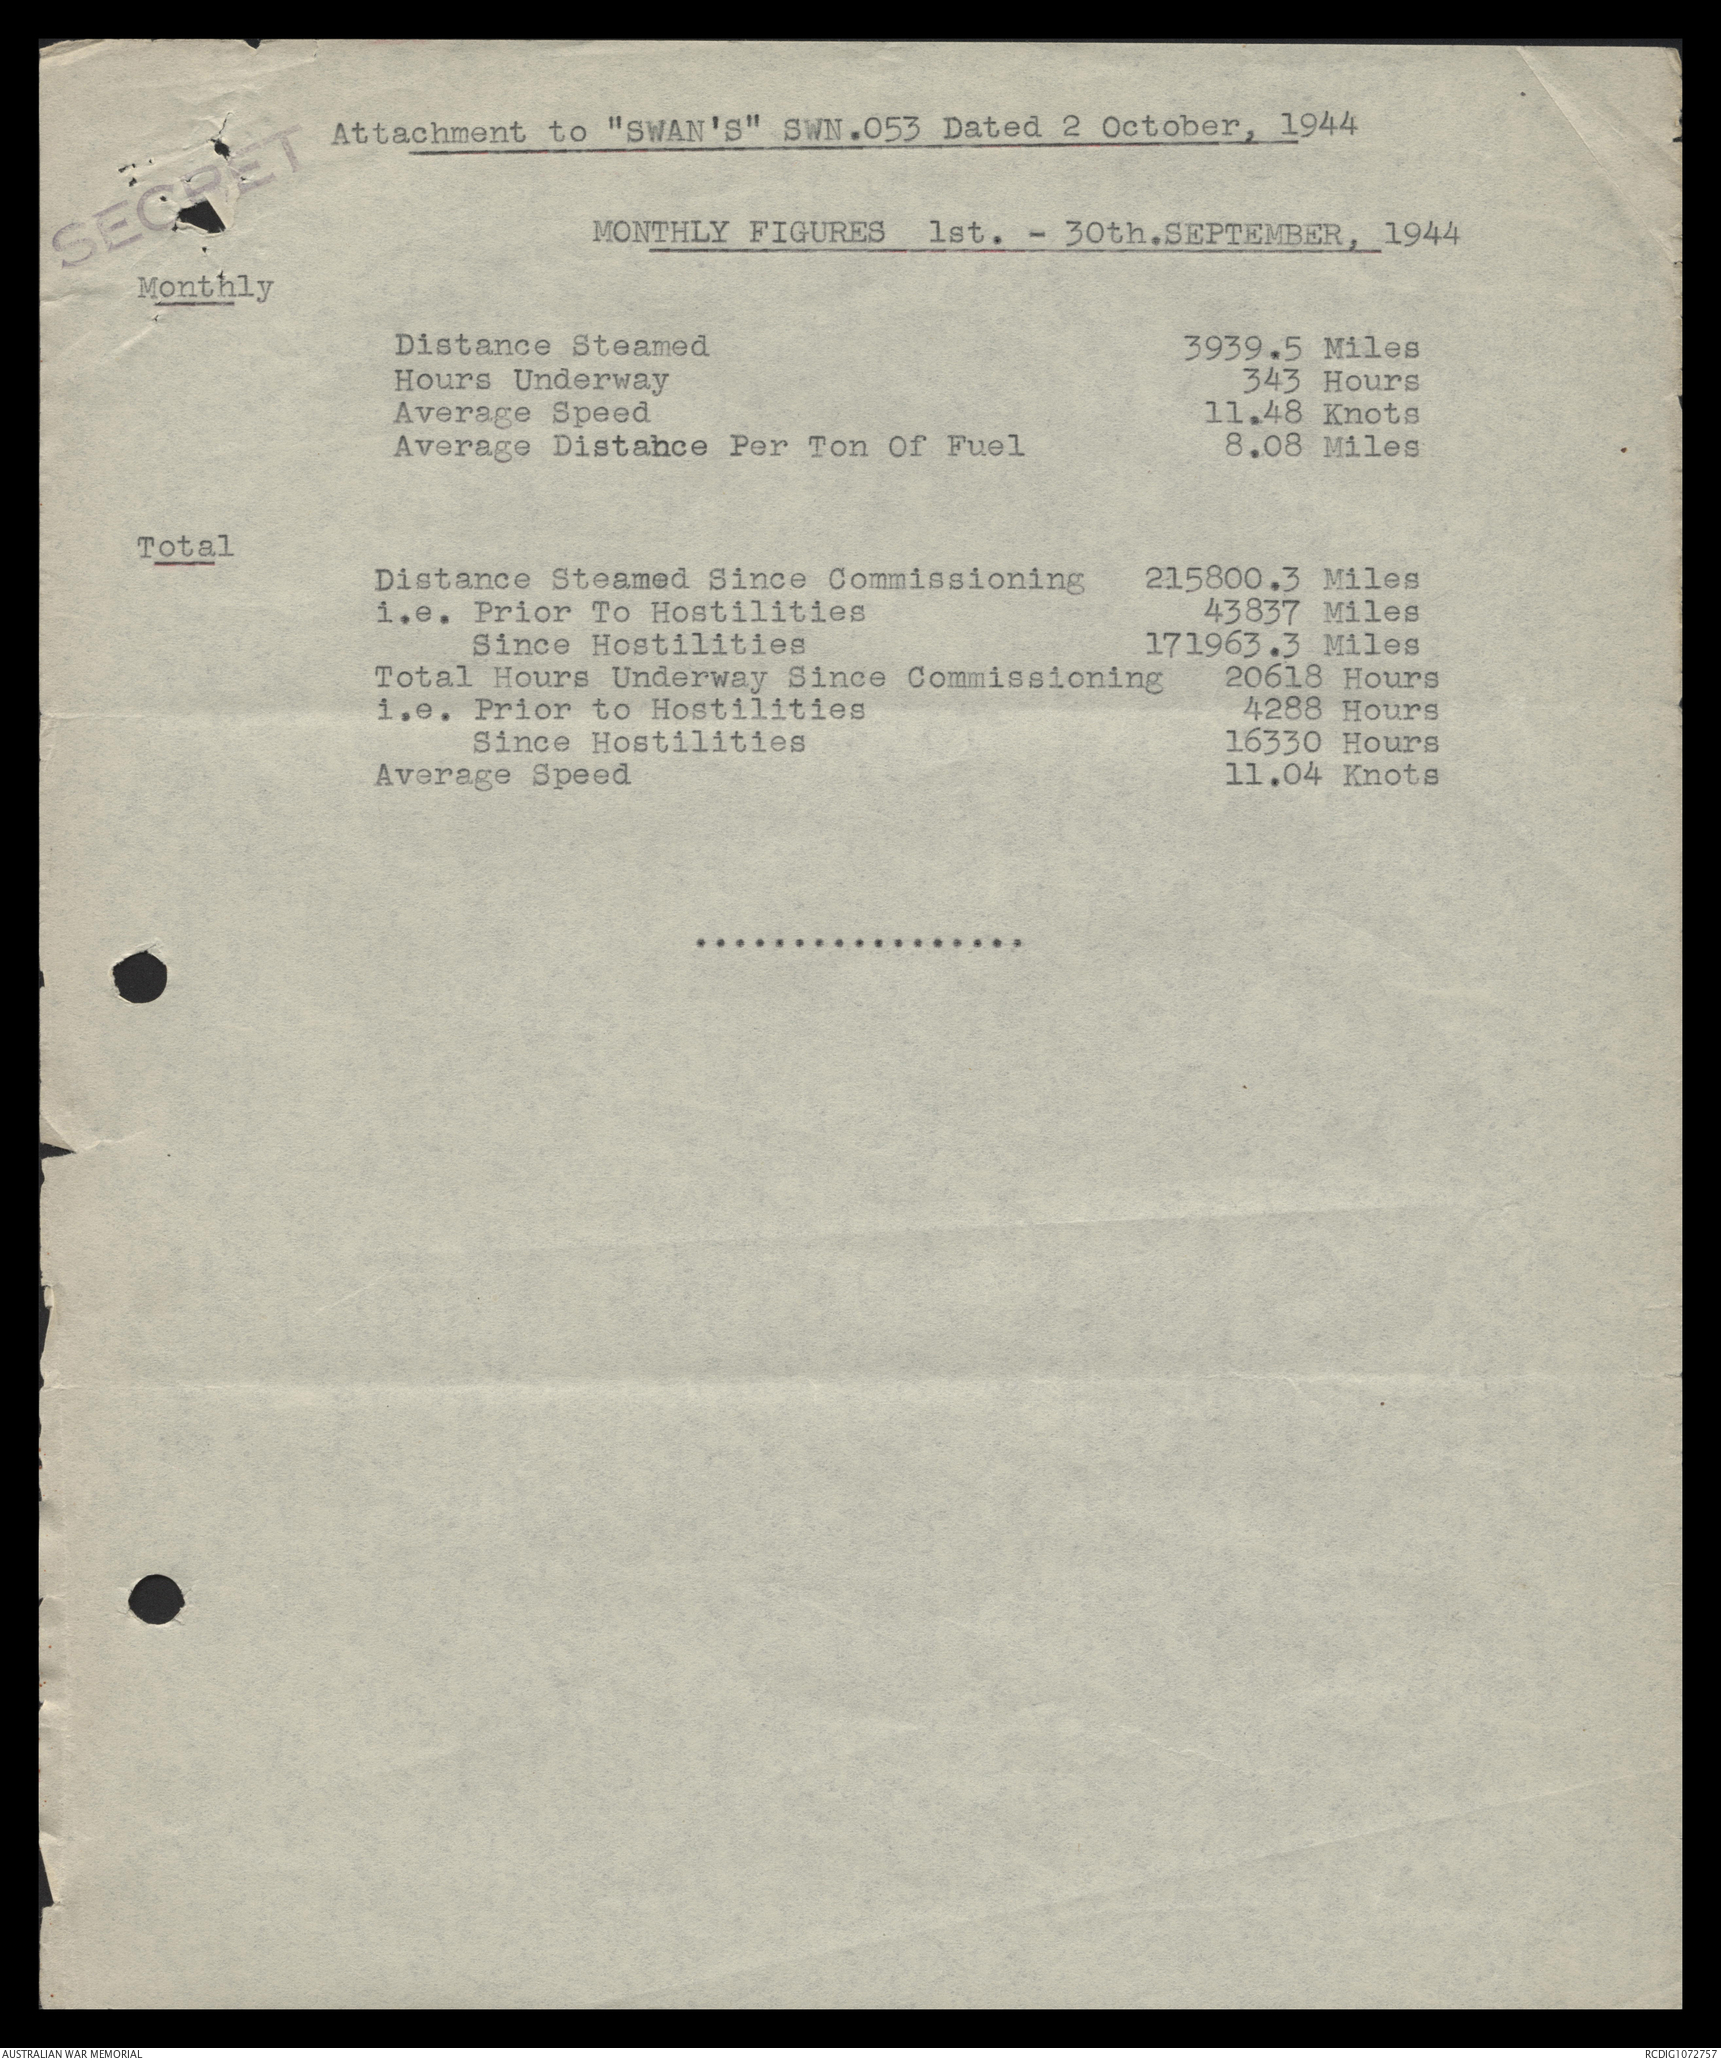 Attachment to "SWAN'S" SWN.053 Dated 2 October, 1944
SECRET
MONTHLY FIGURES 1st. - 30th.SEPTEMBER, 1944
Monthly
Distance Steamed 3939.5 Miles
Hours Underway 343 Hours
Average Speed 11.48 Knots
Average Distance Per Ton Of Fuel 8.08 Miles
Total
Distance Steamed Since Commissioning 215800.3 Miles
i.e. Prior To Hostilities 43837 Miles
Since Hostilities 171963.3 Miles
Total Hours Underway Since Commissioning 20618 Hours
i.e. Prior to Hostilities 4288 Hours
Since Hostilities 16330 Hours
Average Speed 11.04 Knots
.................
AUSTRALIAN WAR MEMORIAL RCDIG1072757